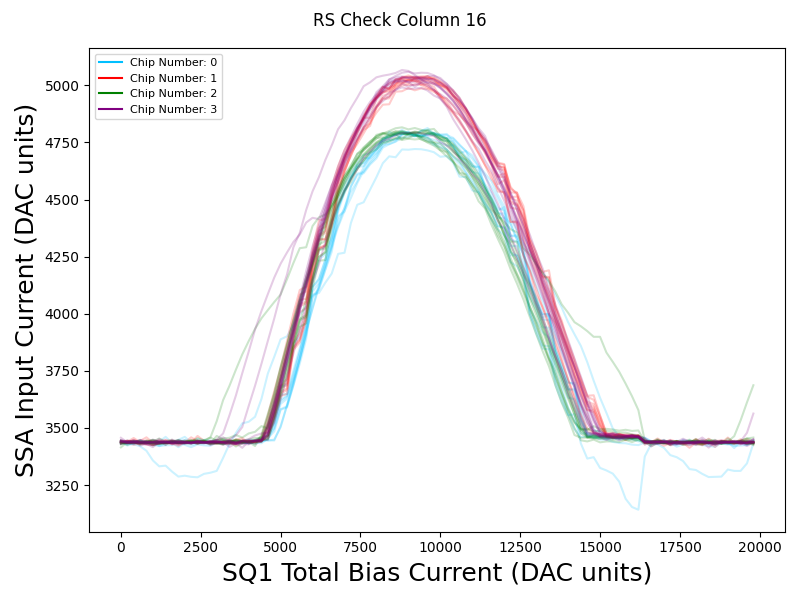 RS Check Column 16
Chip Number: 0
Chip Number: 1
Chip Number: 2
Chip Number: 3
SSA Input Current (DAC units)
5000
4750
4500
4250
4000
3750
3500
3250
0 2500 5000 7500 10000 12500 15000 17500 20000
SQ1 Total Bias Current (DAC units)